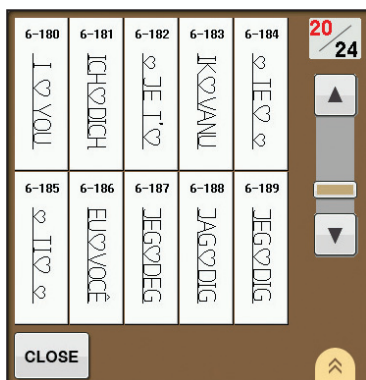 20/24
6-180 6-181 6-182 6-183 6-184
I ♡ YOU
ICH♡DICH
♡ JE T'♡
IK♡VANU
♡ TE♡ ♡
6-185 6-186 6-187 6-188 6-189
♡ TI♡ ♡
EU♡VOCÊ
JEG♡DEG
JAG♡DIG
JEG♡DIG
CLOSE